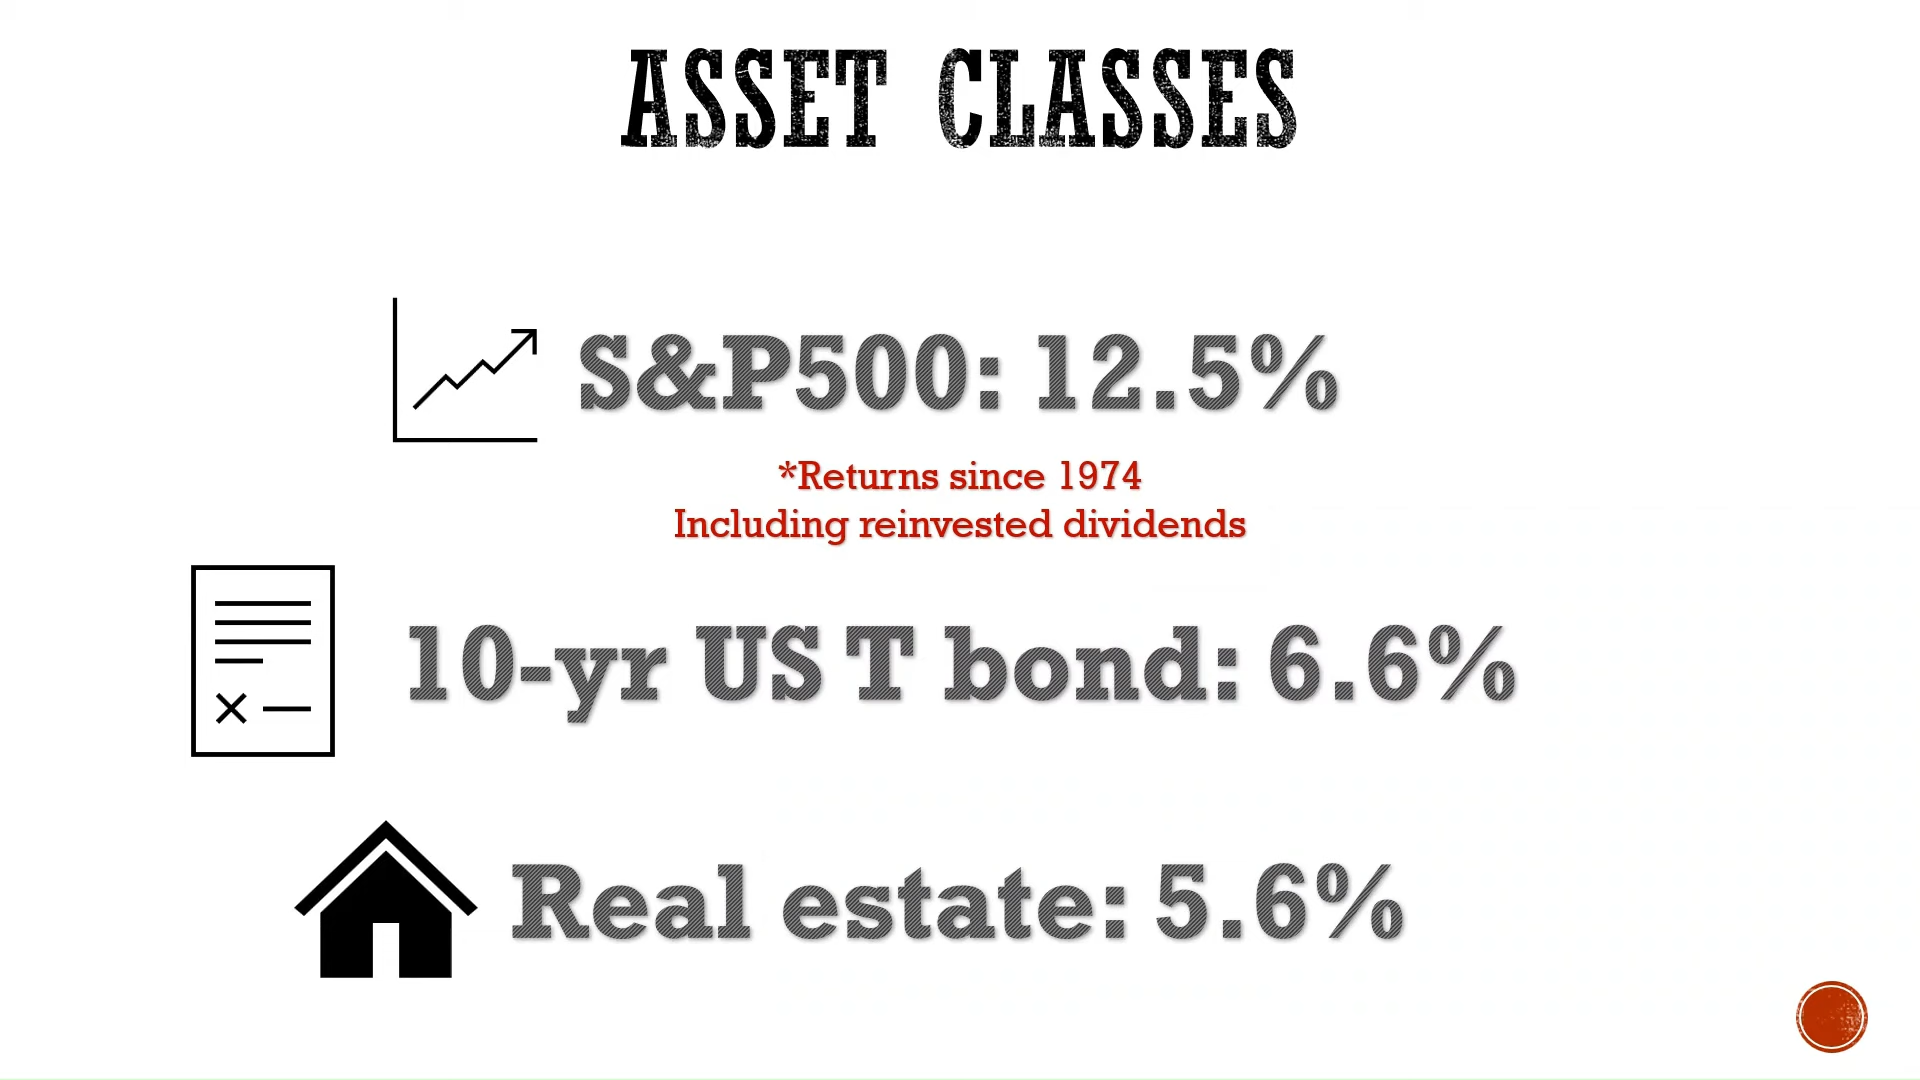 ASSET CLASSES
S&P500: 12.5%
*Returns since 1974
Including reinvested dividends
10-yr US T bond: 6.6%
Real estate: 5.6%